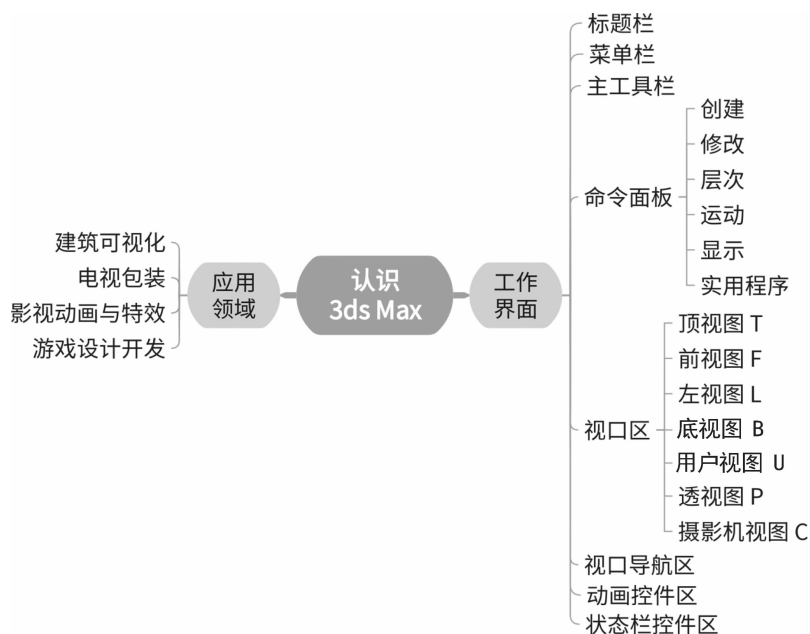 认识
3ds Max
应用
领域
建筑可视化
电视包装
影视动画与特效
游戏设计开发
工作
界面
标题栏
菜单栏
主工具栏
命令面板
创建
修改
层次
运动
显示
实用程序
视口区
顶视图 T
前视图 F
左视图 L
底视图 B
用户视图 U
透视图 P
摄影机视图 C
视口导航区
动画控件区
状态栏控件区